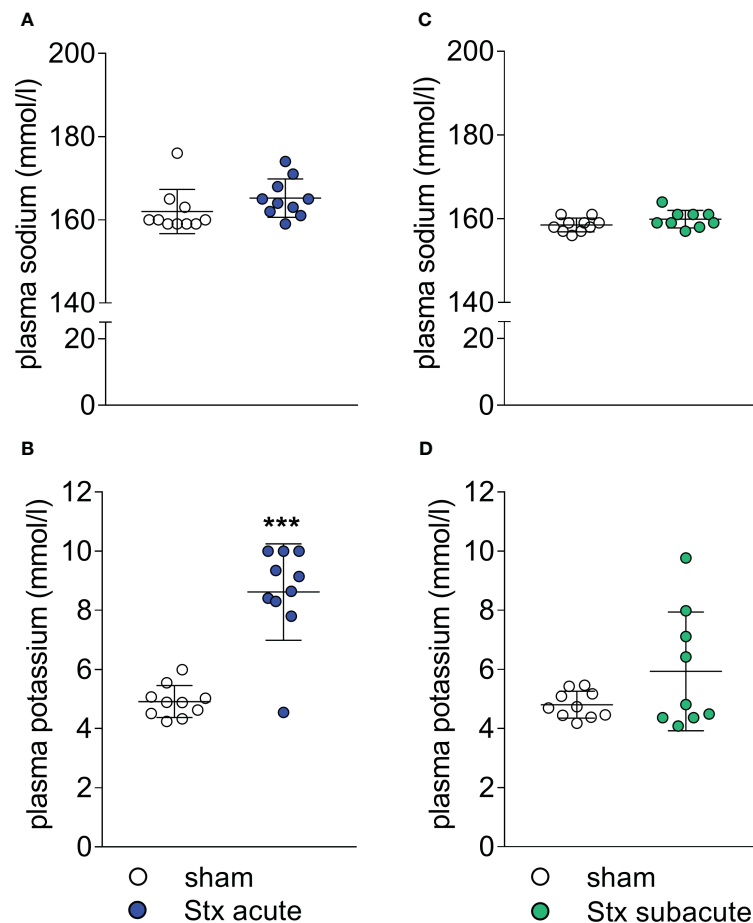 A
plasma sodium (mmol/l)
200
180
160
140
20
0
C
plasma sodium (mmol/l)
200
180
160
140
20
0
B
plasma potassium (mmol/l)
12
10
8
6
4
2
0
***
sham
Stx acute
D
plasma potassium (mmol/l)
12
10
8
6
4
2
0
sham
Stx subacute